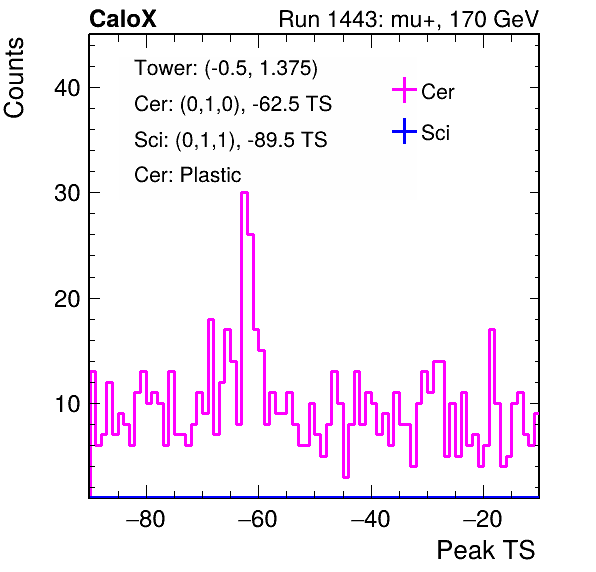 CaloX Run 1443: mu+, 170 GeV
Counts
Tower: (-0.5, 1.375)
Cer: (0,1,0), -62.5 TS
Sci: (0,1,1), -89.5 TS
Cer: Plastic
Cer
Sci
40
30
20
10
−80 −60 −40 −20
Peak TS